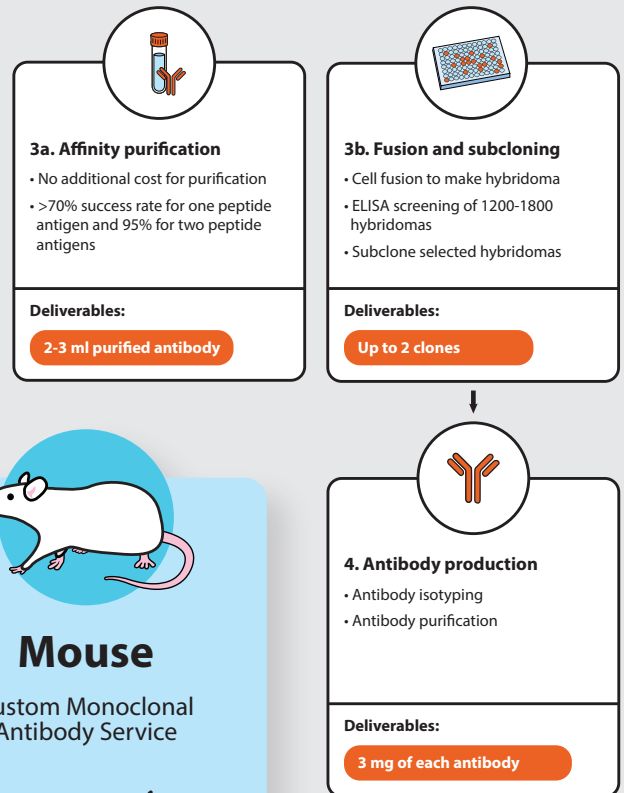 3a. Affinity purification
• No additional cost for purification
• >70% success rate for one peptide
antigen and 95% for two peptide
antigens
Deliverables:
2-3 ml purified antibody
3b. Fusion and subcloning
• Cell fusion to make hybridoma
• ELISA screening of 1200-1800
hybridomas
• Subclone selected hybridomas
Deliverables:
Up to 2 clones
Mouse
ustom Monoclonal
Antibody Service
4. Antibody production
• Antibody isotyping
• Antibody purification
Deliverables:
3 mg of each antibody